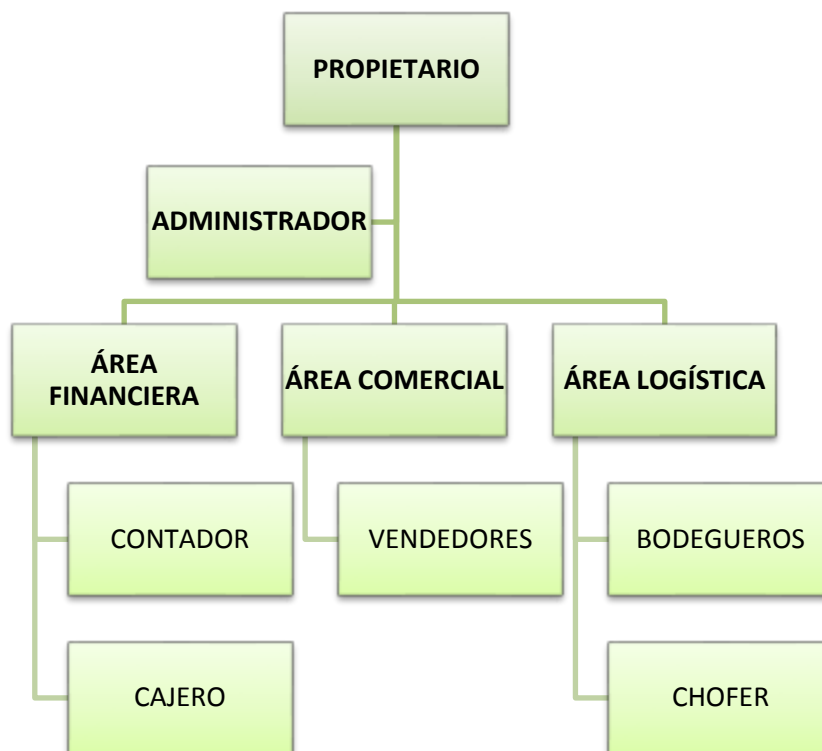 PROPIETARIO
ADMINISTRADOR
ÁREA
FINANCIERA
ÁREA COMERCIAL
ÁREA LOGÍSTICA
CONTADOR
VENDEDORES
BODEGUEROS
CAJERO
CHOFER